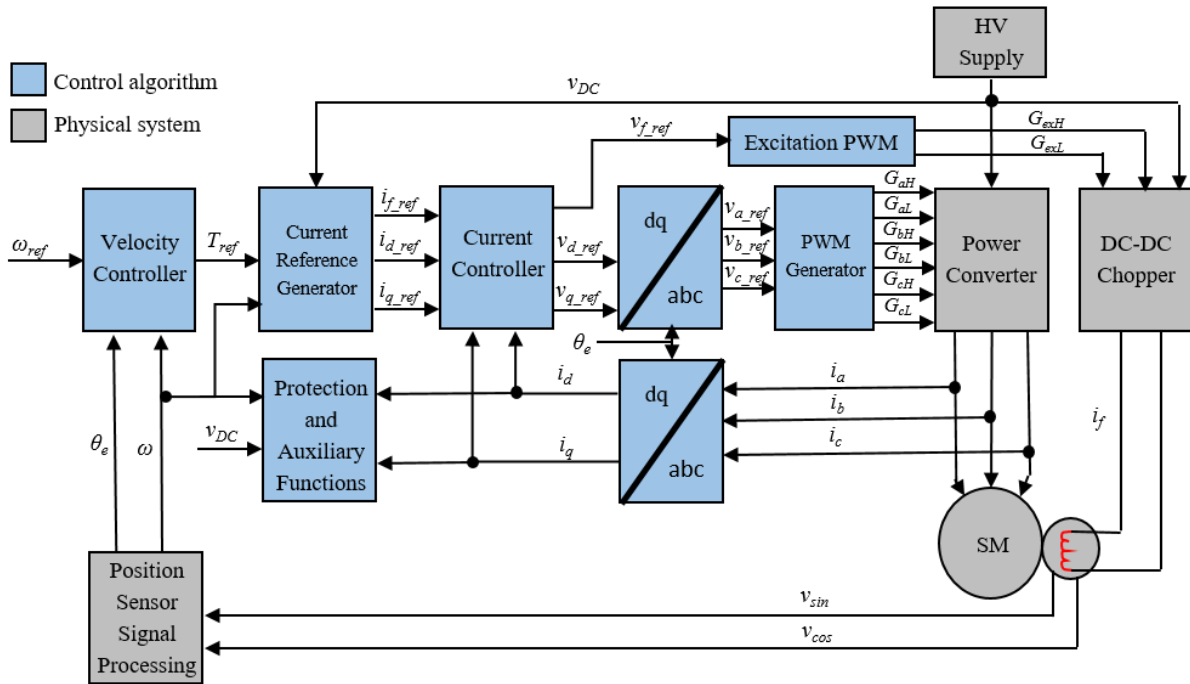 HV
Supply
Control algorithm
Physical system
v_DC
v_f_ref
Excitation PWM
G_exH
G_exL
ω_ref
Velocity
Controller
T_ref
Current
Reference
Generator
i_f_ref
i_d_ref
i_q_ref
Current
Controller
v_d_ref
v_q_ref
dq
abc
v_a_ref
v_b_ref
v_c_ref
PWM
Generator
G_aH
G_aL
G_bH
G_bL
G_cH
G_cL
Power
Converter
DC-DC
Chopper
θ_e
Protection
and
Auxiliary
Functions
v_DC
i_d
i_q
dq
abc
i_a
i_b
i_c
i_f
θ_e
ω
SM
Position
Sensor
Signal
Processing
v_sin
v_cos